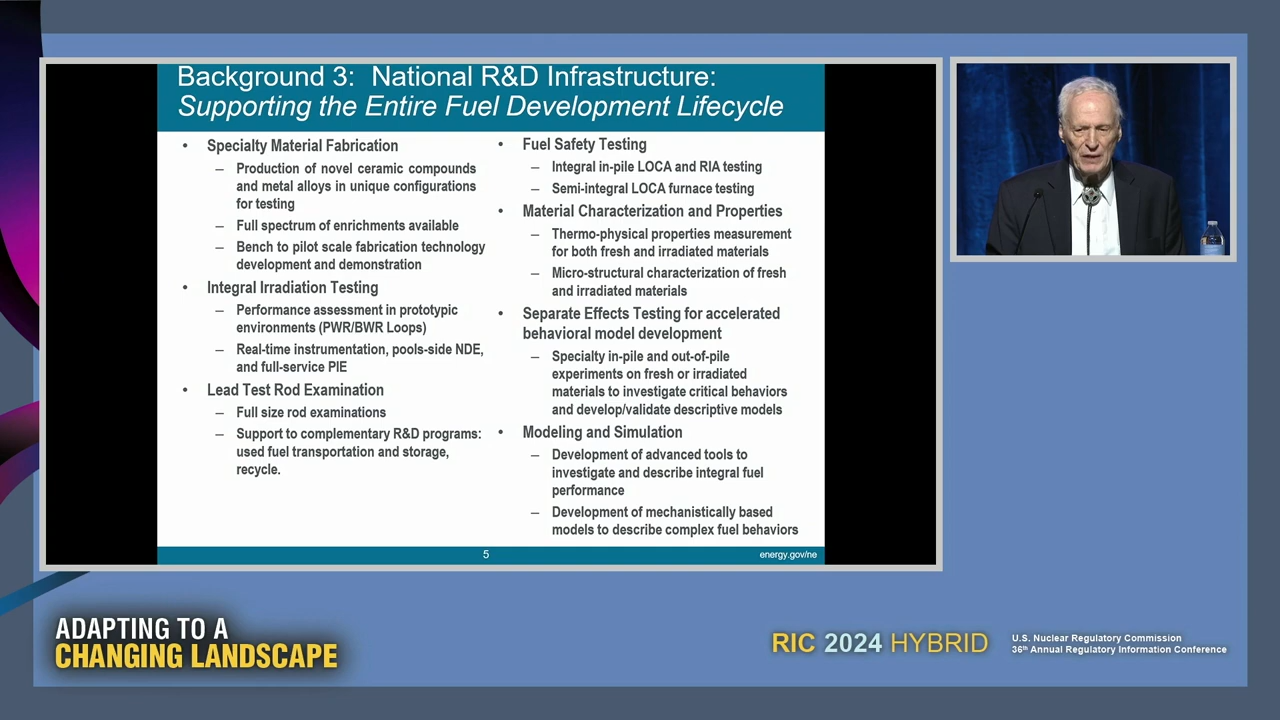 Background 3: National R&D Infrastructure:
Supporting the Entire Fuel Development Lifecycle
• Specialty Material Fabrication
– Production of novel ceramic compounds
and metal alloys in unique configurations
for testing
– Full spectrum of enrichments available
– Bench to pilot scale fabrication technology
development and demonstration
• Integral Irradiation Testing
– Performance assessment in prototypic
environments (PWR/BWR Loops)
– Real-time instrumentation, pools-side NDE,
and full-service PIE
• Lead Test Rod Examination
– Full size rod examinations
– Support to complementary R&D programs:
used fuel transportation and storage,
recycle.
• Fuel Safety Testing
– Integral in-pile LOCA and RIA testing
– Semi-integral LOCA furnace testing
• Material Characterization and Properties
– Thermo-physical properties measurement
for both fresh and irradiated materials
– Micro-structural characterization of fresh
and irradiated materials
• Separate Effects Testing for accelerated
behavioral model development
– Specialty in-pile and out-of-pile
experiments on fresh or irradiated
materials to investigate critical behaviors
and develop/validate descriptive models
• Modeling and Simulation
– Development of advanced tools to
investigate and describe integral fuel
performance
– Development of mechanistically based
models to describe complex fuel behaviors
5
energy.gov/ne
ADAPTING TO A
CHANGING LANDSCAPE
RIC 2024 HYBRID
U.S. Nuclear Regulatory Commission
36th Annual Regulatory Information Conference